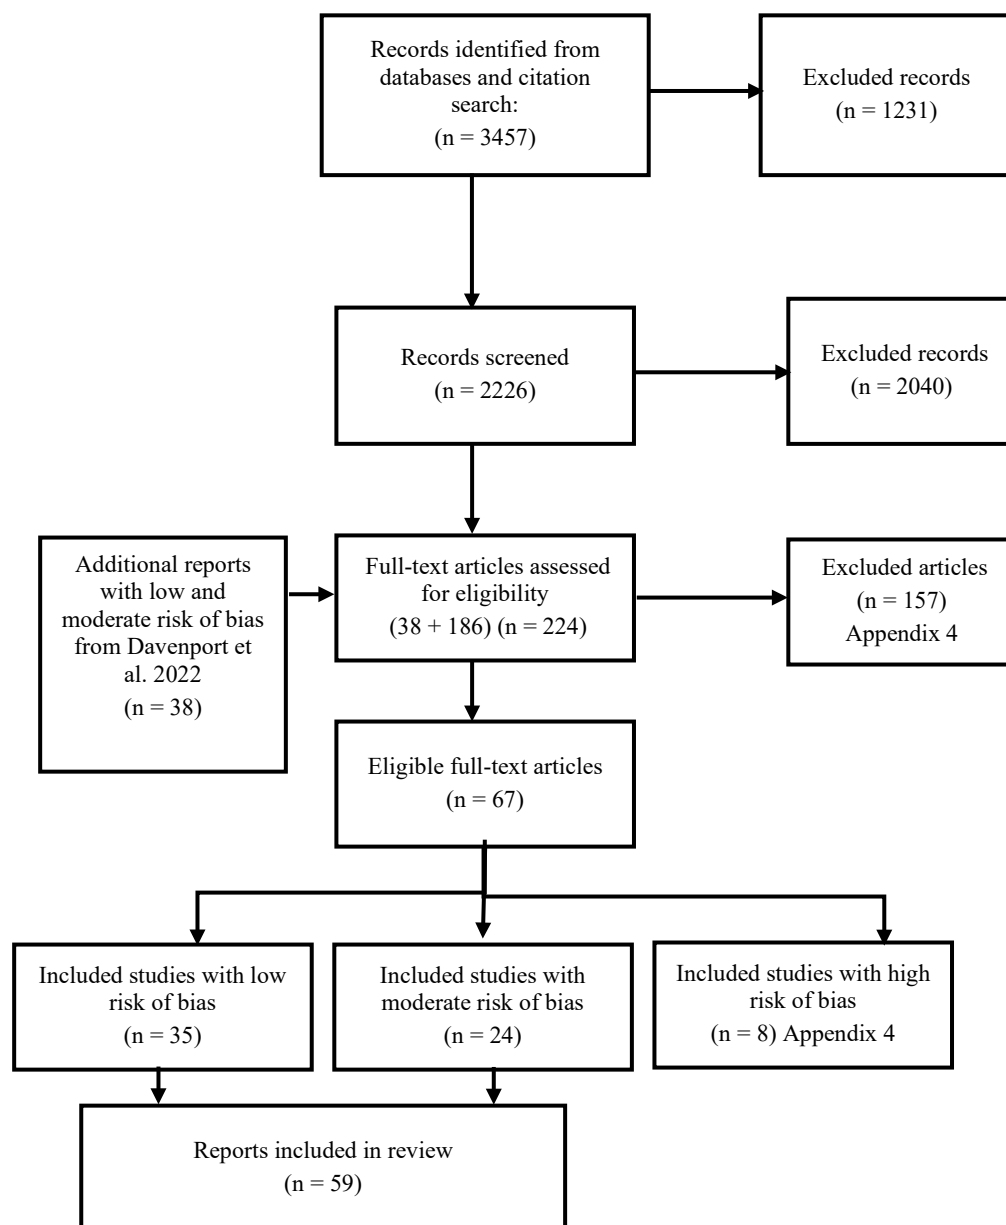 Records identified from
databases and citation
search:
(n = 3457)
Excluded records
(n = 1231)
Records screened
(n = 2226)
Excluded records
(n = 2040)
Additional reports
with low and
moderate risk of bias
from Davenport et
al. 2022
(n = 38)
Full-text articles assessed
for eligibility
(38 + 186) (n = 224)
Excluded articles
(n = 157)
Appendix 4
Eligible full-text articles
(n = 67)
Included studies with low
risk of bias
(n = 35)
Included studies with
moderate risk of bias
(n = 24)
Included studies with high
risk of bias
(n = 8) Appendix 4
Reports included in review
(n = 59)